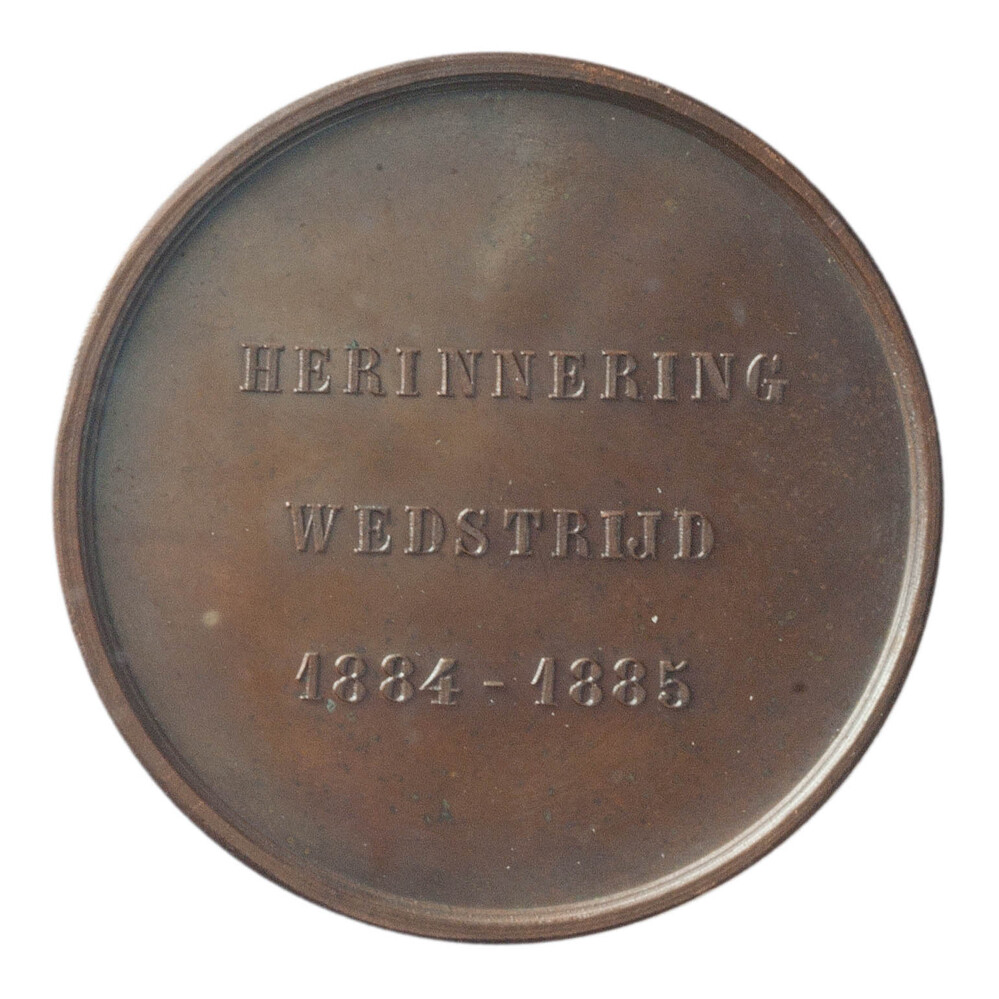 HERINNERING
WEDSTRIJD
1884 - 1885